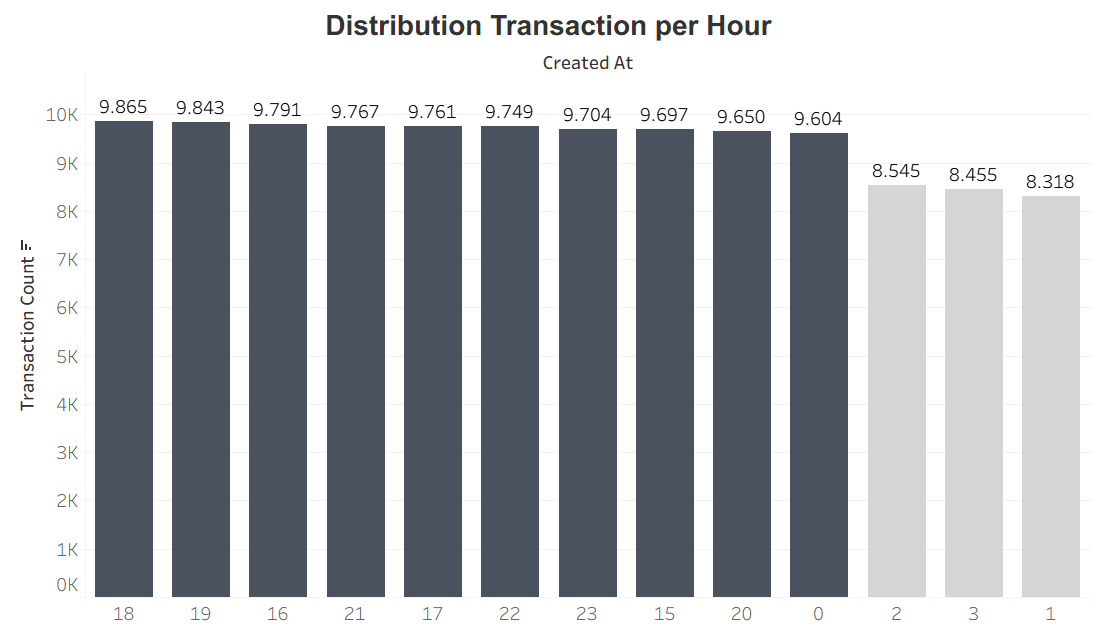 Distribution Transaction per Hour
Created At
Transaction Count
10K
9K
8K
7K
6K
5K
4K
3K
2K
1K
0K
9.865 9.843 9.791 9.767 9.761 9.749 9.704 9.697 9.650 9.604 8.545 8.455 8.318
18 19 16 21 17 22 23 15 20 0 2 3 1